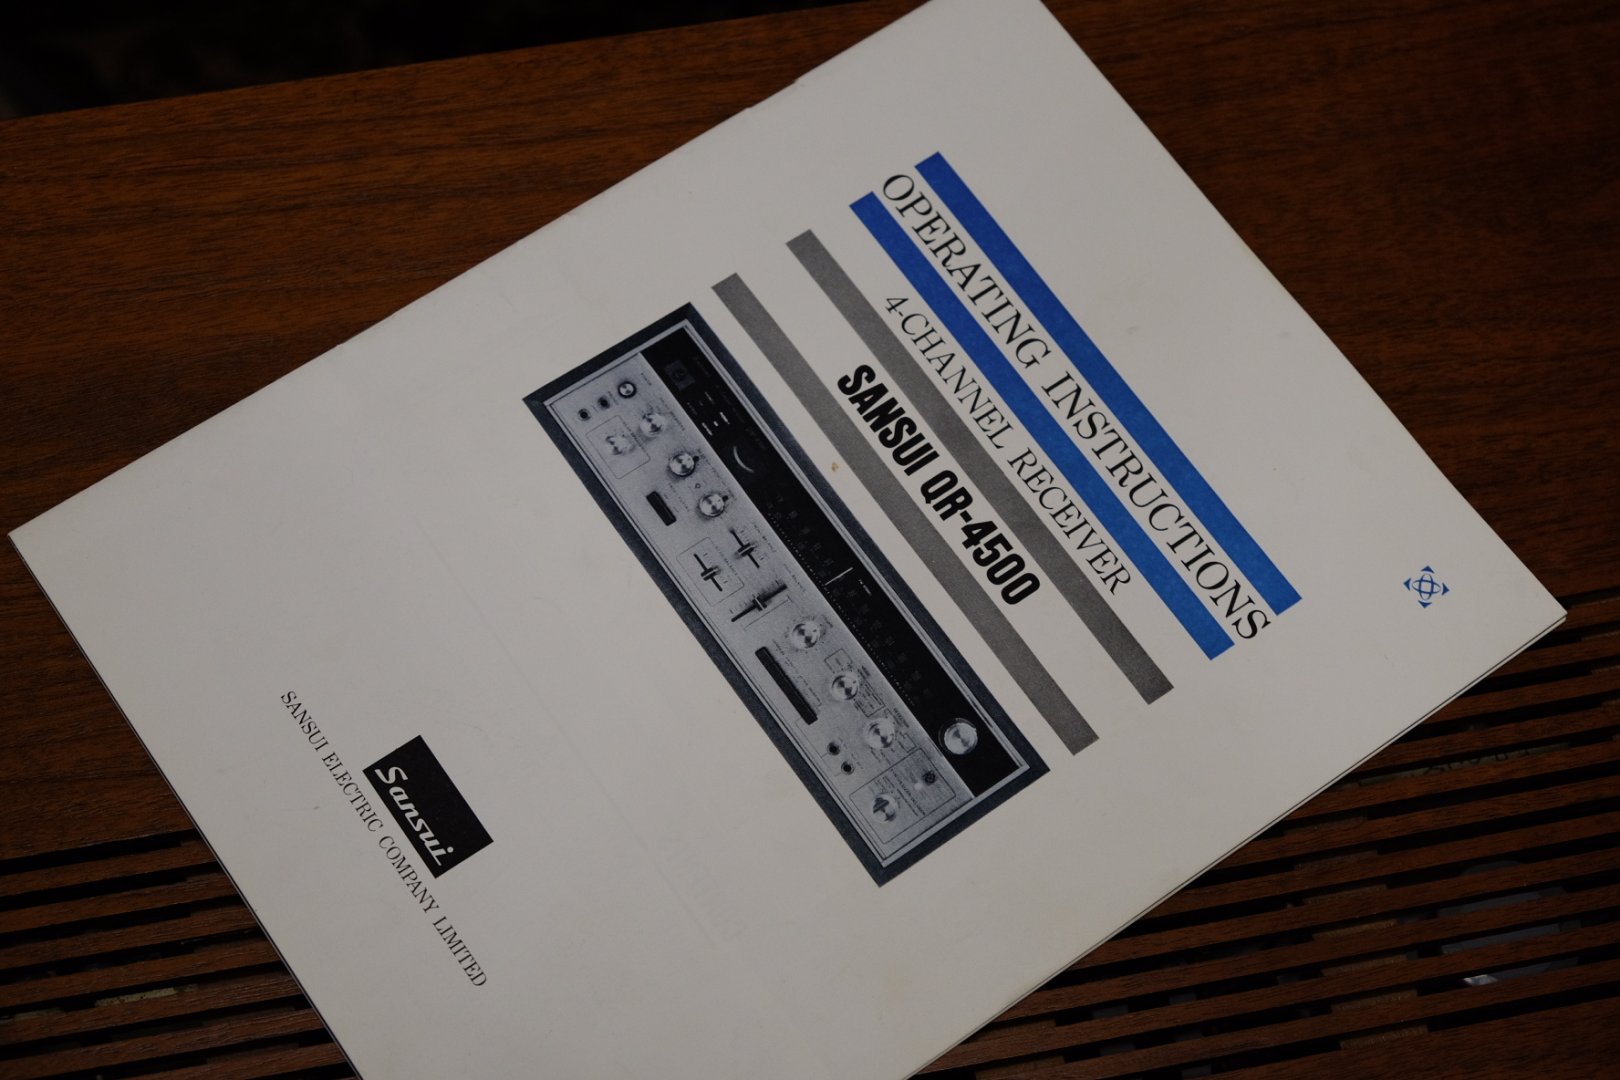 OPERATING INSTRUCTIONS
4-CHANNEL RECEIVER
SANSUI QR-4500
Sansui
SANSUI ELECTRIC COMPANY LIMITED